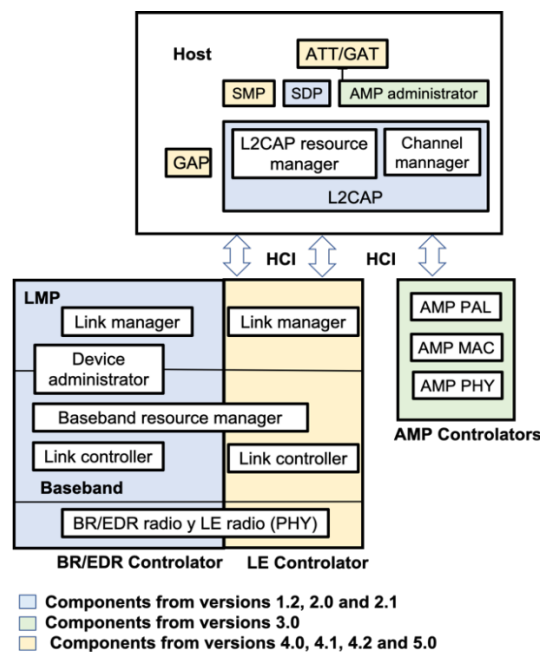 Host
ATT/GAT
SMP
SDP
AMP administrator
GAP
L2CAP resource
manager
Channel
mannager
L2CAP
HCI
HCI
LMP
Link manager
Link manager
Device
administrator
Baseband resource manager
Link controller
Link controller
Baseband
BR/EDR radio y LE radio (PHY)
BR/EDR Controlator
LE Controlator
AMP PAL
AMP MAC
AMP PHY
AMP Controlators
Components from versions 1.2, 2.0 and 2.1
Components from versions 3.0
Components from versions 4.0, 4.1, 4.2 and 5.0